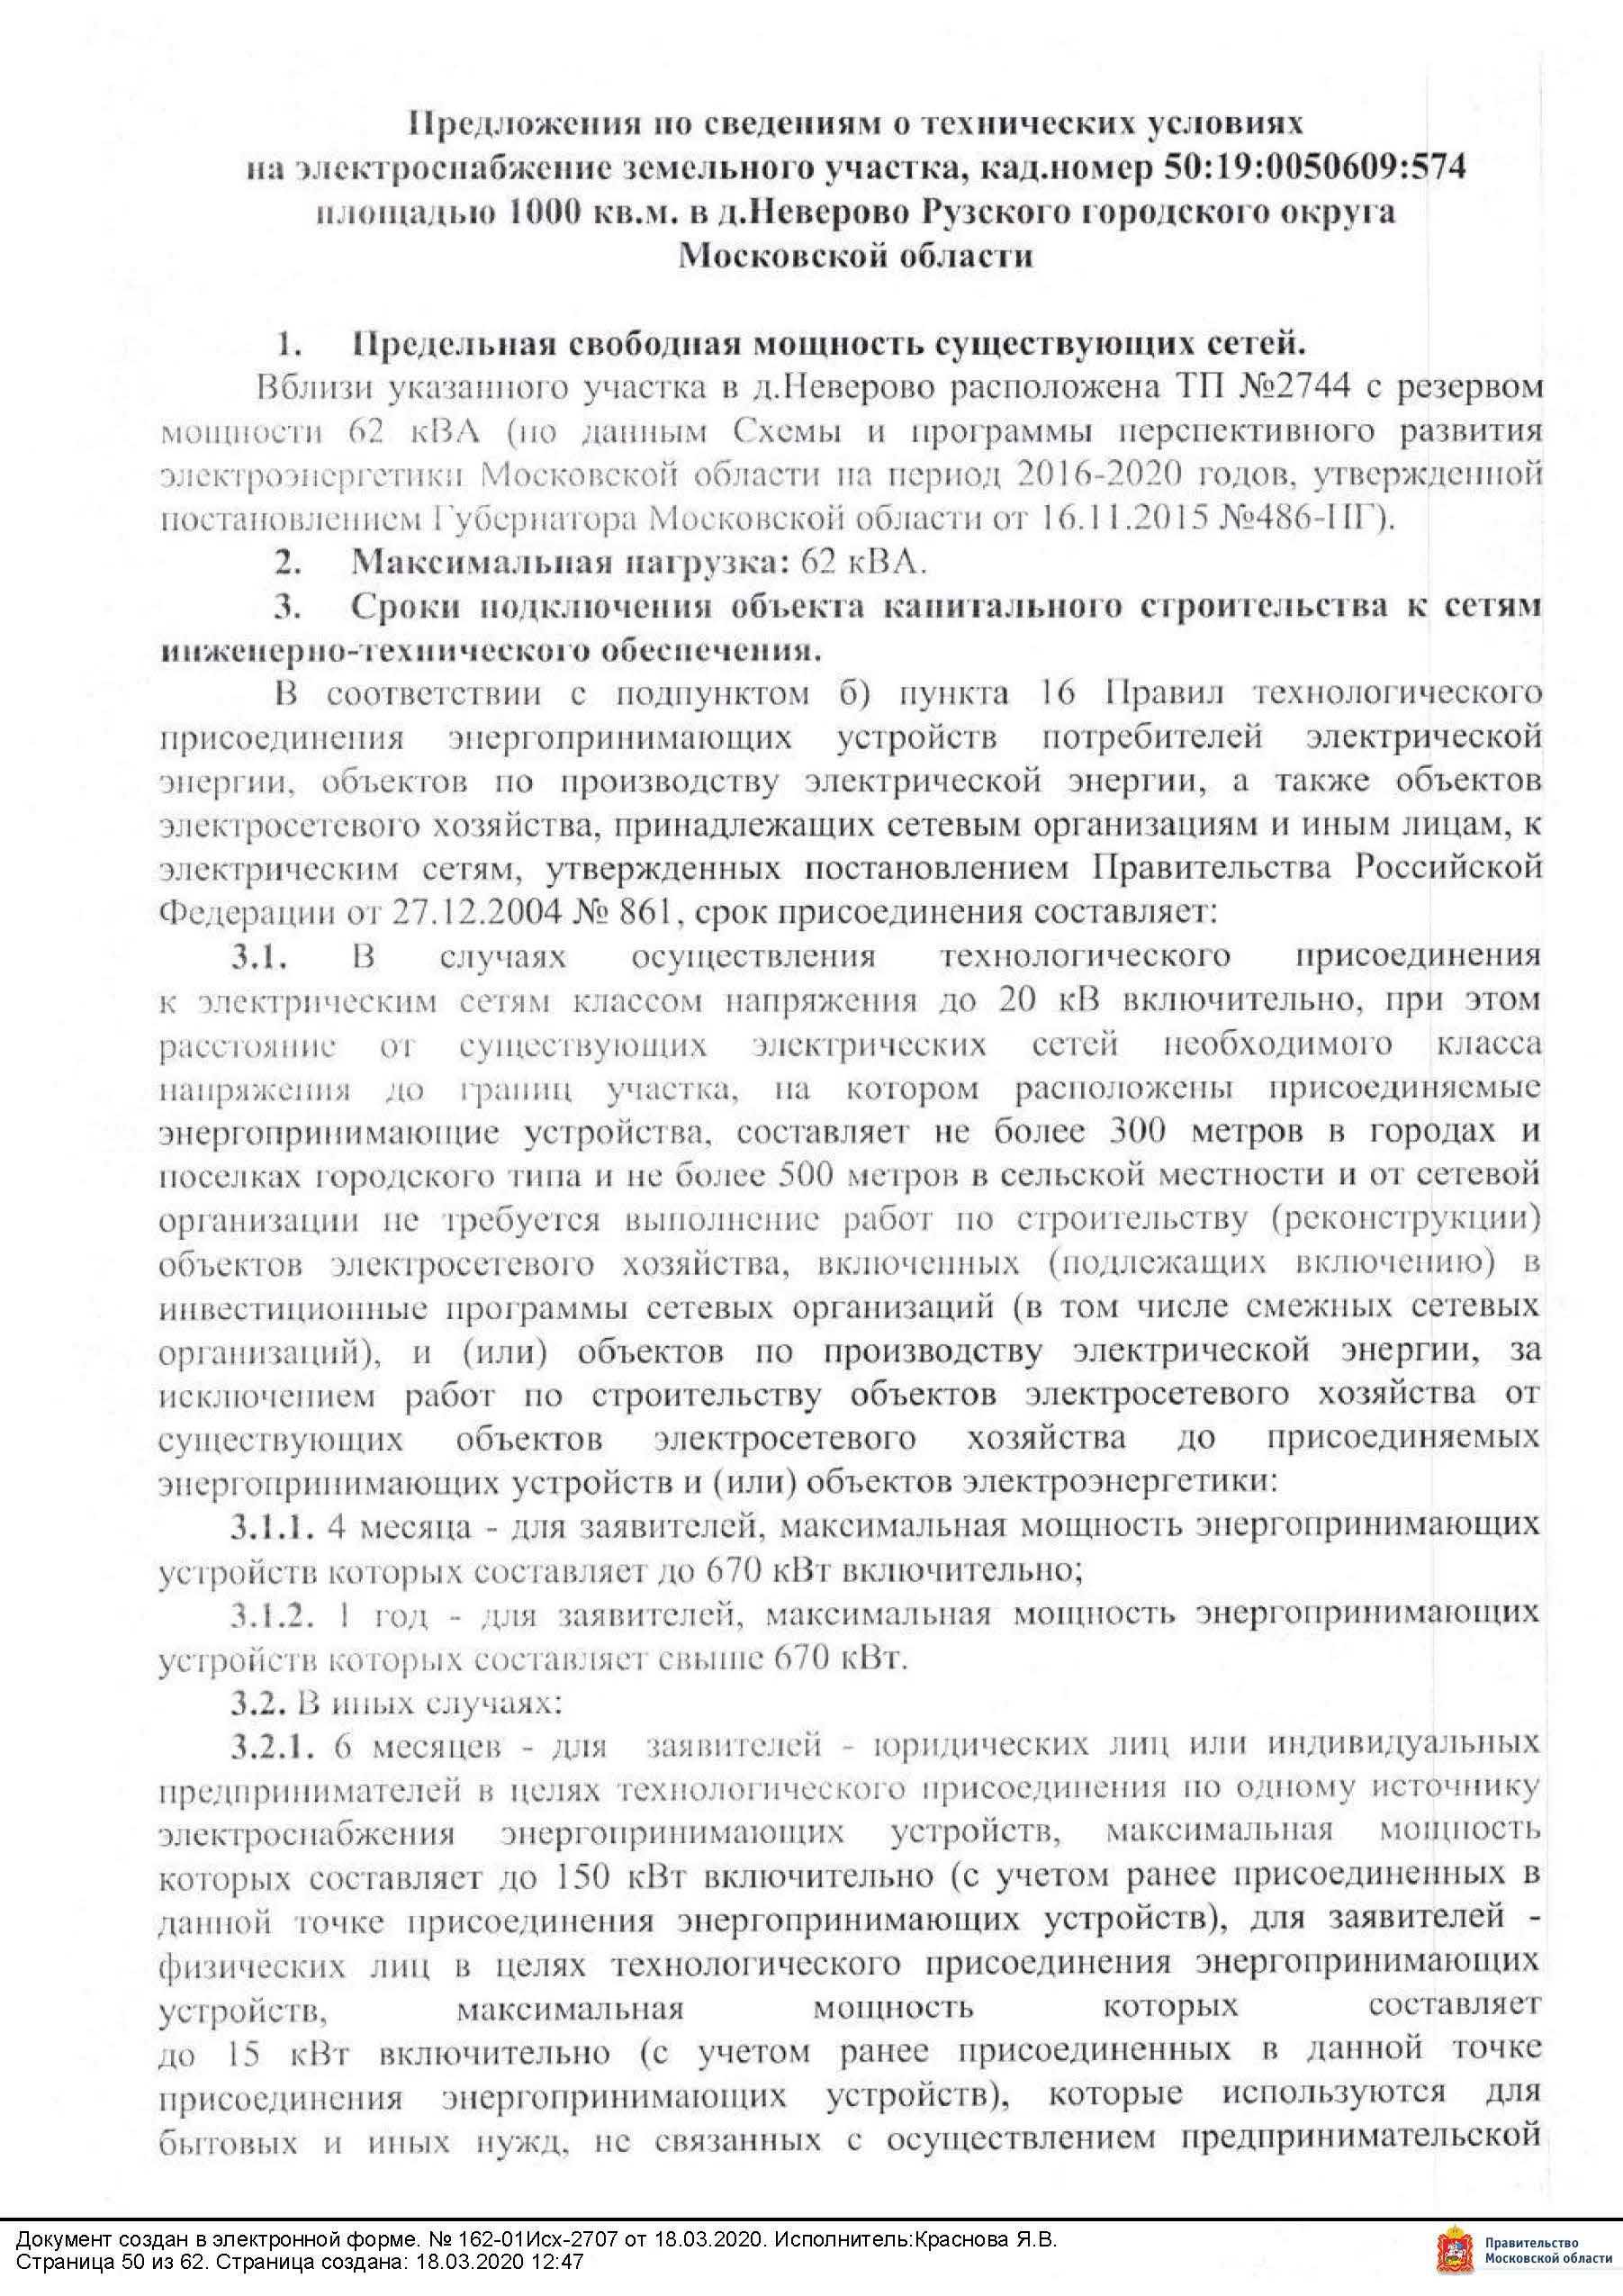 Предложения по сведениям о технических условиях
на электроснабжение земельного участка, кад.номер 50:19:0050609:574
площадью 1000 кв.м. в д.Неверово Рузского городского округа
Московской области
1. Предельная свободная мощность существующих сетей.
Вблизи указанного участка в д.Неверово расположена ТП №2744 с резервом
мощности 62 кВА (по данным Схемы и программы перспективного развития
электроэнергетики Московской области на период 2016-2020 годов, утвержденной
постановлением Губернатора Московской области от 16.11.2015 №486-ПГ).
2. Максимальная нагрузка: 62 кВА.
3. Сроки подключения объекта капитального строительства к сетям
инженерно-технического обеспечения.
В соответствии с подпунктом б) пункта 16 Правил технологического
присоединения энергопринимающих устройств потребителей электрической
энергии, объектов по производству электрической энергии, а также объектов
электросетевого хозяйства, принадлежащих сетевым организациям и иным лицам, к
электрическим сетям, утвержденных постановлением Правительства Российской
Федерации от 27.12.2004 № 861, срок присоединения составляет:
3.1. В случаях осуществления технологического присоединения
к электрическим сетям классом напряжения до 20 кВ включительно, при этом
расстояние от существующих электрических сетей необходимого класса
напряжения до границ участка, на котором расположены присоединяемые
энергопринимающие устройства, составляет не более 300 метров в городах и
поселках городского типа и не более 500 метров в сельской местности и от сетевой
организации не требуется выполнение работ по строительству (реконструкции)
объектов электросетевого хозяйства, включенных (подлежащих включению) в
инвестиционные программы сетевых организаций (в том числе смежных сетевых
организаций), и (или) объектов по производству электрической энергии, за
исключением работ по строительству объектов электросетевого хозяйства от
существующих объектов электросетевого хозяйства до присоединяемых
энергопринимающих устройств и (или) объектов электроэнергетики:
3.1.1. 4 месяца - для заявителей, максимальная мощность энергопринимающих
устройств которых составляет до 670 кВт включительно;
3.1.2. 1 год - для заявителей, максимальная мощность энергопринимающих
устройств которых составляет свыше 670 кВт.
3.2. В иных случаях:
3.2.1. 6 месяцев - для заявителей - юридических лиц или индивидуальных
предпринимателей в целях технологического присоединения по одному источнику
электроснабжения энергопринимающих устройств, максимальная мощность
которых составляет до 150 кВт включительно (с учетом ранее присоединенных в
данной точке присоединения энергопринимающих устройств), для заявителей -
физических лиц в целях технологического присоединения энергопринимающих
устройств, максимальная мощность которых составляет
до 15 кВт включительно (с учетом ранее присоединенных в данной точке
присоединения энергопринимающих устройств), которые используются для
бытовых и иных нужд, не связанных с осуществлением предпринимательской
Документ создан в электронной форме. № 162-01Исх-2707 от 18.03.2020. Исполнитель:Краснова Я.В.
Страница 50 из 62. Страница создана: 18.03.2020 12:47
Правительство
Московской области